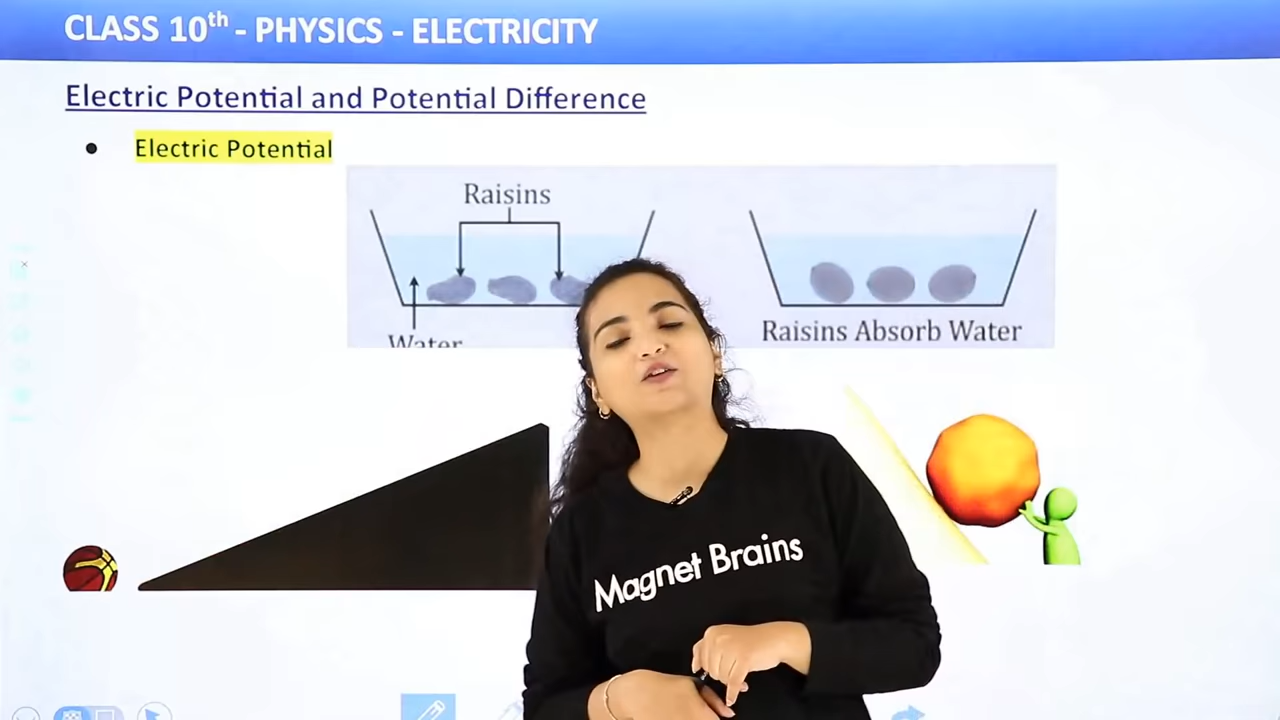 CLASS 10th - PHYSICS - ELECTRICITY
Electric Potential and Potential Difference
• Electric Potential
Raisins
Water
Raisins Absorb Water
Magnet Brains